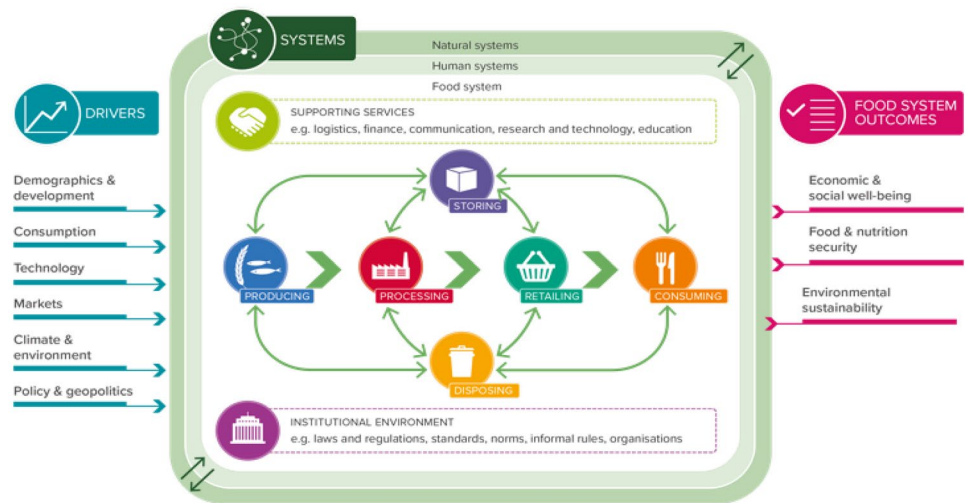 SYSTEMS
Natural systems
Human systems
Food system
DRIVERS
Demographics &
development
Consumption
Technology
Markets
Climate &
environment
Policy & geopolitics
SUPPORTING SERVICES
e.g. logistics, finance, communication, research and technology, education
STORING
PRODUCING
PROCESSING
RETAILING
CONSUMING
DISPOSING
INSTITUTIONAL ENVIRONMENT
e.g. laws and regulations, standards, norms, informal rules, organisations
FOOD SYSTEM
OUTCOMES
Economic &
social well-being
Food & nutrition
security
Environmental
sustainability